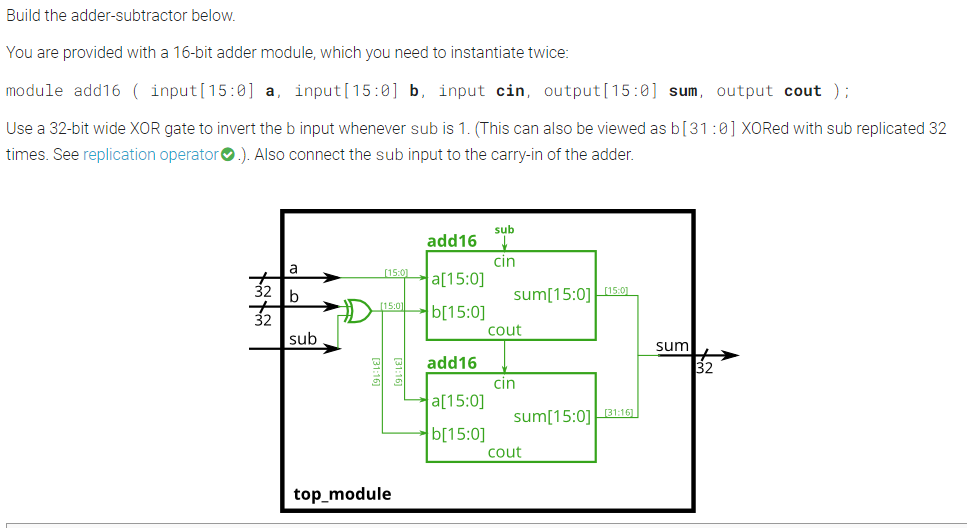 Build the adder-subtractor below.
You are provided with a 16-bit adder module, which you need to instantiate twice:
module add16 ( input[15:0] a, input[15:0] b, input cin, output[15:0] sum, output cout );
Use a 32-bit wide XOR gate to invert the b input whenever sub is 1. (This can also be viewed as b[31:0] XORed with sub replicated 32
times. See replication operator .). Also connect the sub input to the carry-in of the adder.
sub
add16
cin
a
[15:0]
a[15:0]
32
b
sum[15:0]
[15:0]
[15:0]
b[15:0]
32
cout
sub
sum
32
add16
[31:16]
[31:16]
cin
a[15:0]
sum[15:0]
[31:16]
b[15:0]
cout
top_module